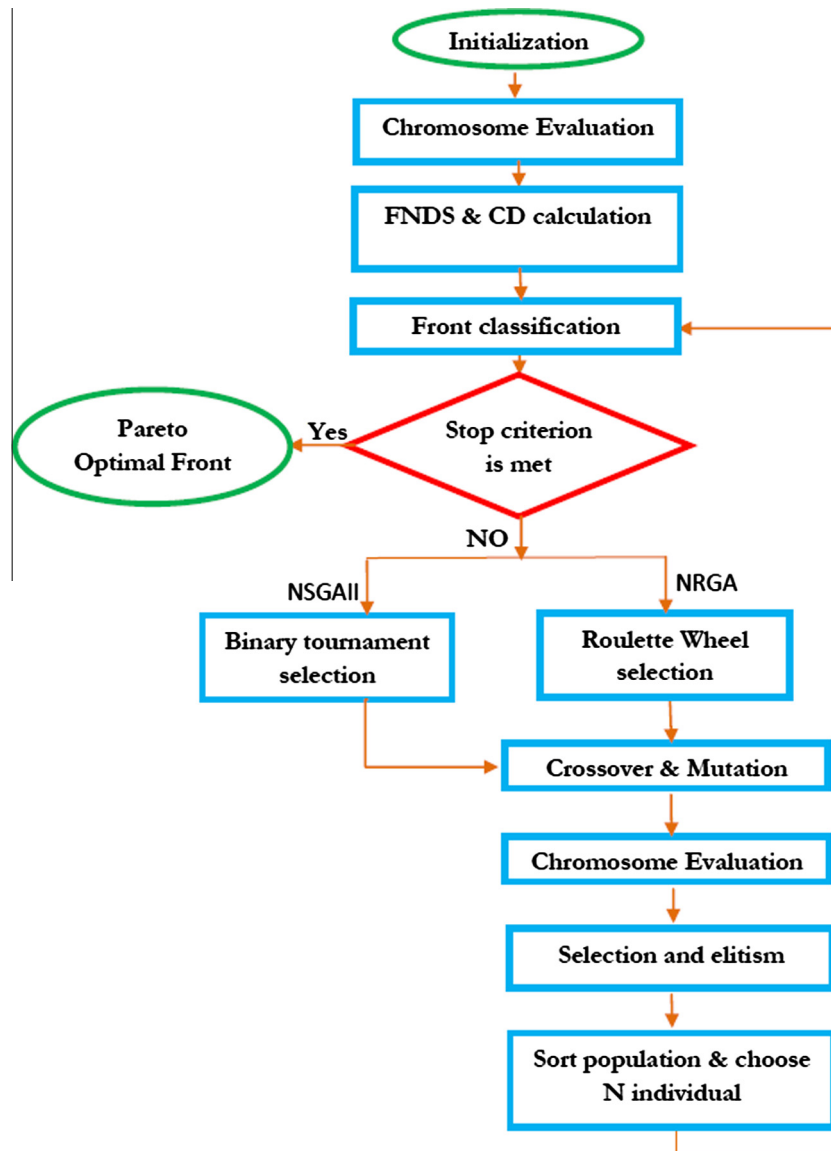 Initialization
Chromosome Evaluation
FNDS & CD calculation
Front classification
Stop criterion
is met
Yes
Pareto
Optimal Front
NO
NSGAII
NRGA
Binary tournament
selection
Roulette Wheel
selection
Crossover & Mutation
Chromosome Evaluation
Selection and elitism
Sort population & choose
N individual